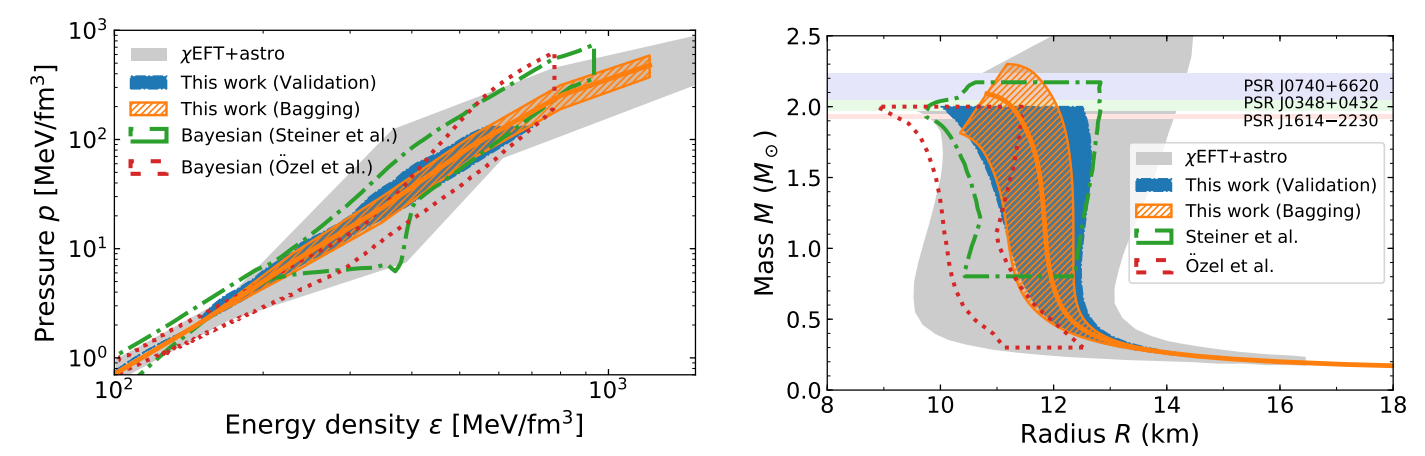 10³
10²
10¹
10⁰
Pressure p [MeV/fm³]
χEFT+astro
This work (Validation)
This work (Bagging)
Bayesian (Steiner et al.)
Bayesian (Özel et al.)
10²
10³
Energy density ε [MeV/fm³]
2.5
2.0
1.5
1.0
0.5
0.0
Mass M (M⊙)
PSR J0740+6620
PSR J0348+0432
PSR J1614−2230
χEFT+astro
This work (Validation)
This work (Bagging)
Steiner et al.
Özel et al.
8
10
12
14
16
18
Radius R (km)